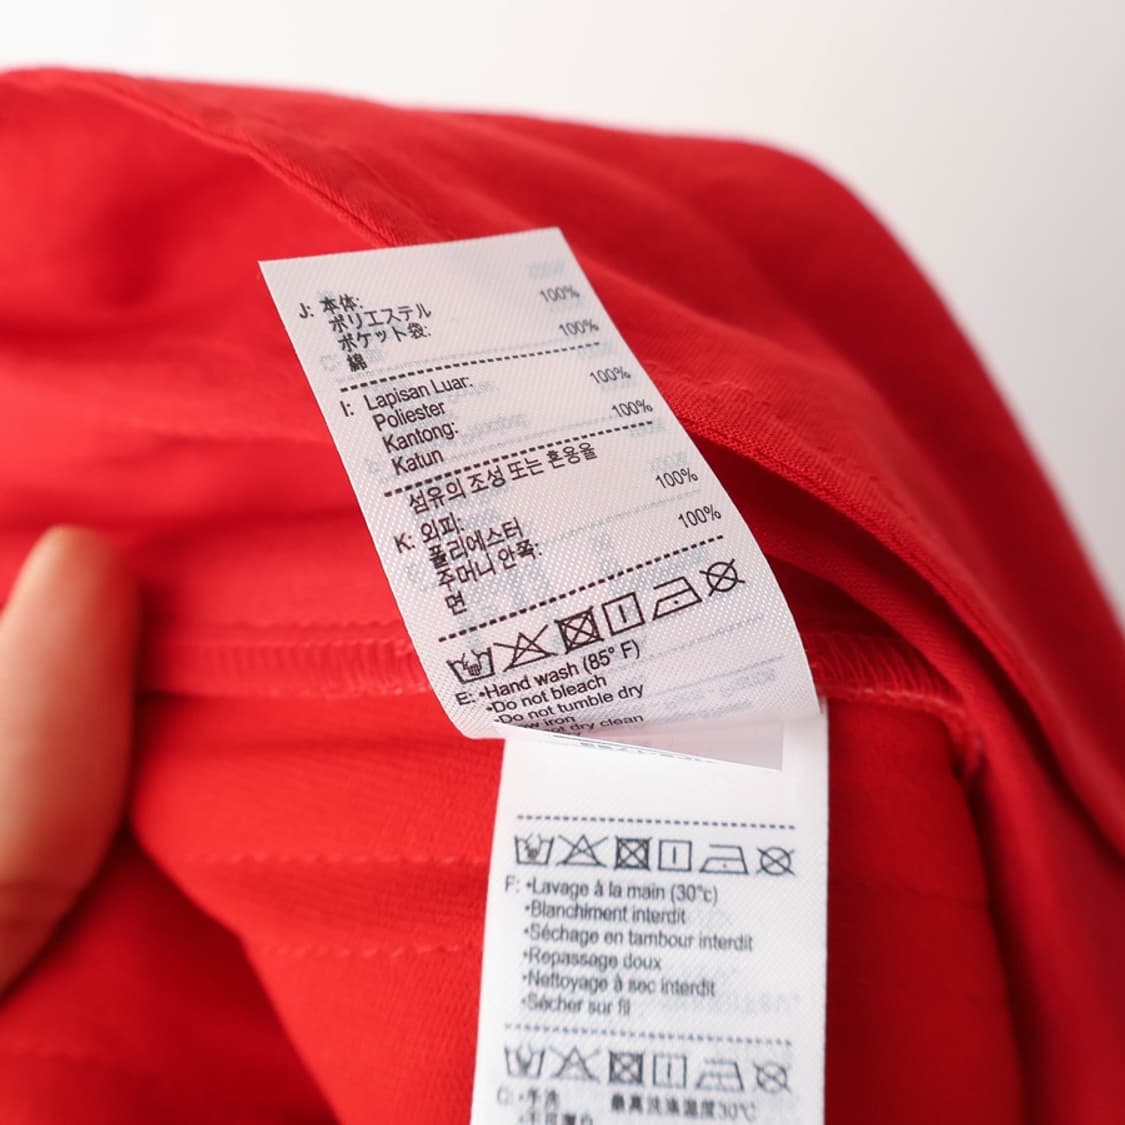 J: 本体:
ポリエステル 100%
ポケット袋:
綿 100%
I: Lapisan Luar:
Poliester 100%
Kantong:
Katun 100%
섬유의 조성 또는 혼용율
K: 외피:
폴리에스터 100%
주머니 안쪽:
면 100%
E: •Hand wash (85° F)
•Do not bleach
•Do not tumble dry
iron
dry clean
F: •Lavage à la main (30°c)
•Blanchiment interdit
•Séchage en tambour interdit
•Repassage doux
•Nettoyage à sec interdit
•Sécher sur fil
C: •手洗 最高洗涤温度30℃